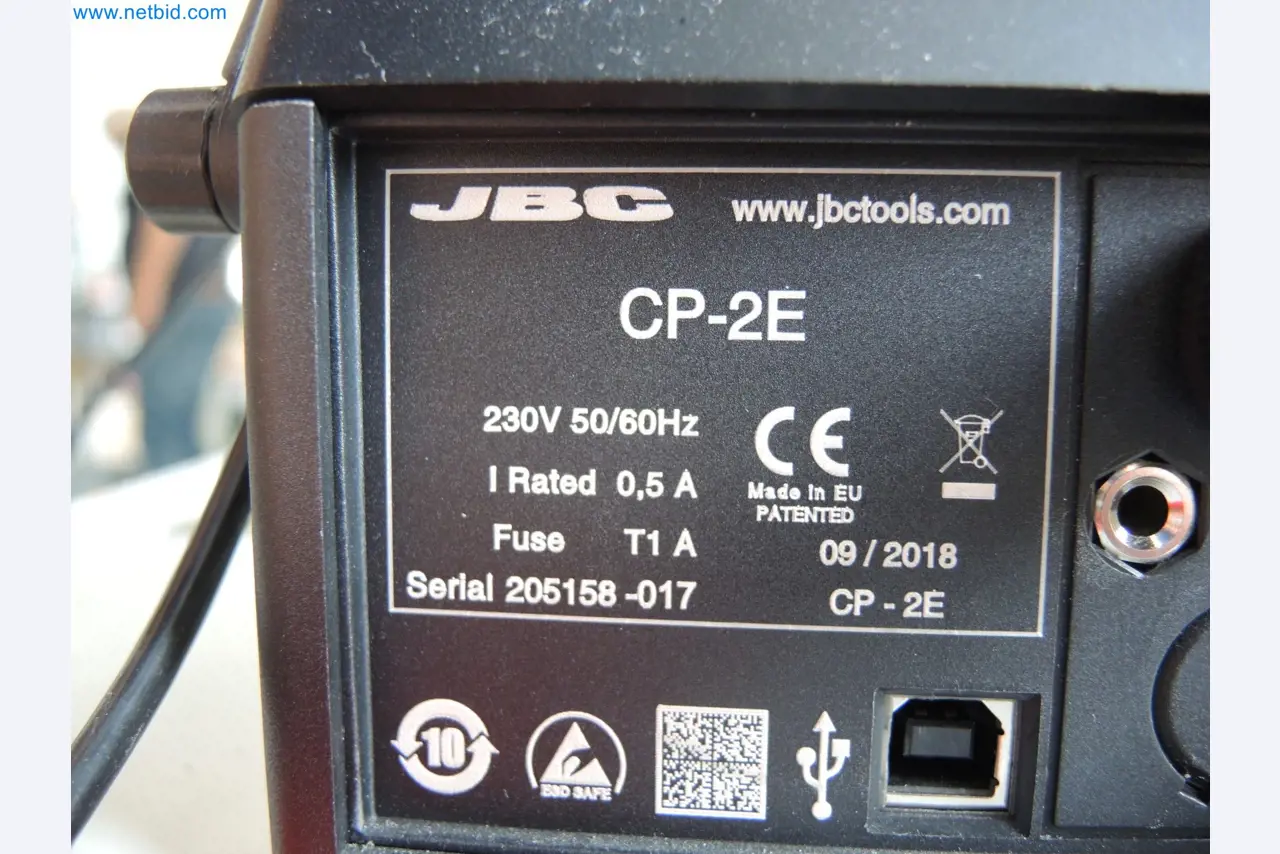 www.netbid.com
JBC www.jbctools.com
CP-2E
230V 50/60Hz
CE
I Rated 0,5 A
Made in EU
PATENTED
Fuse T1 A
09 / 2018
Serial 205158 -017
CP - 2E
10
ESD SAFE